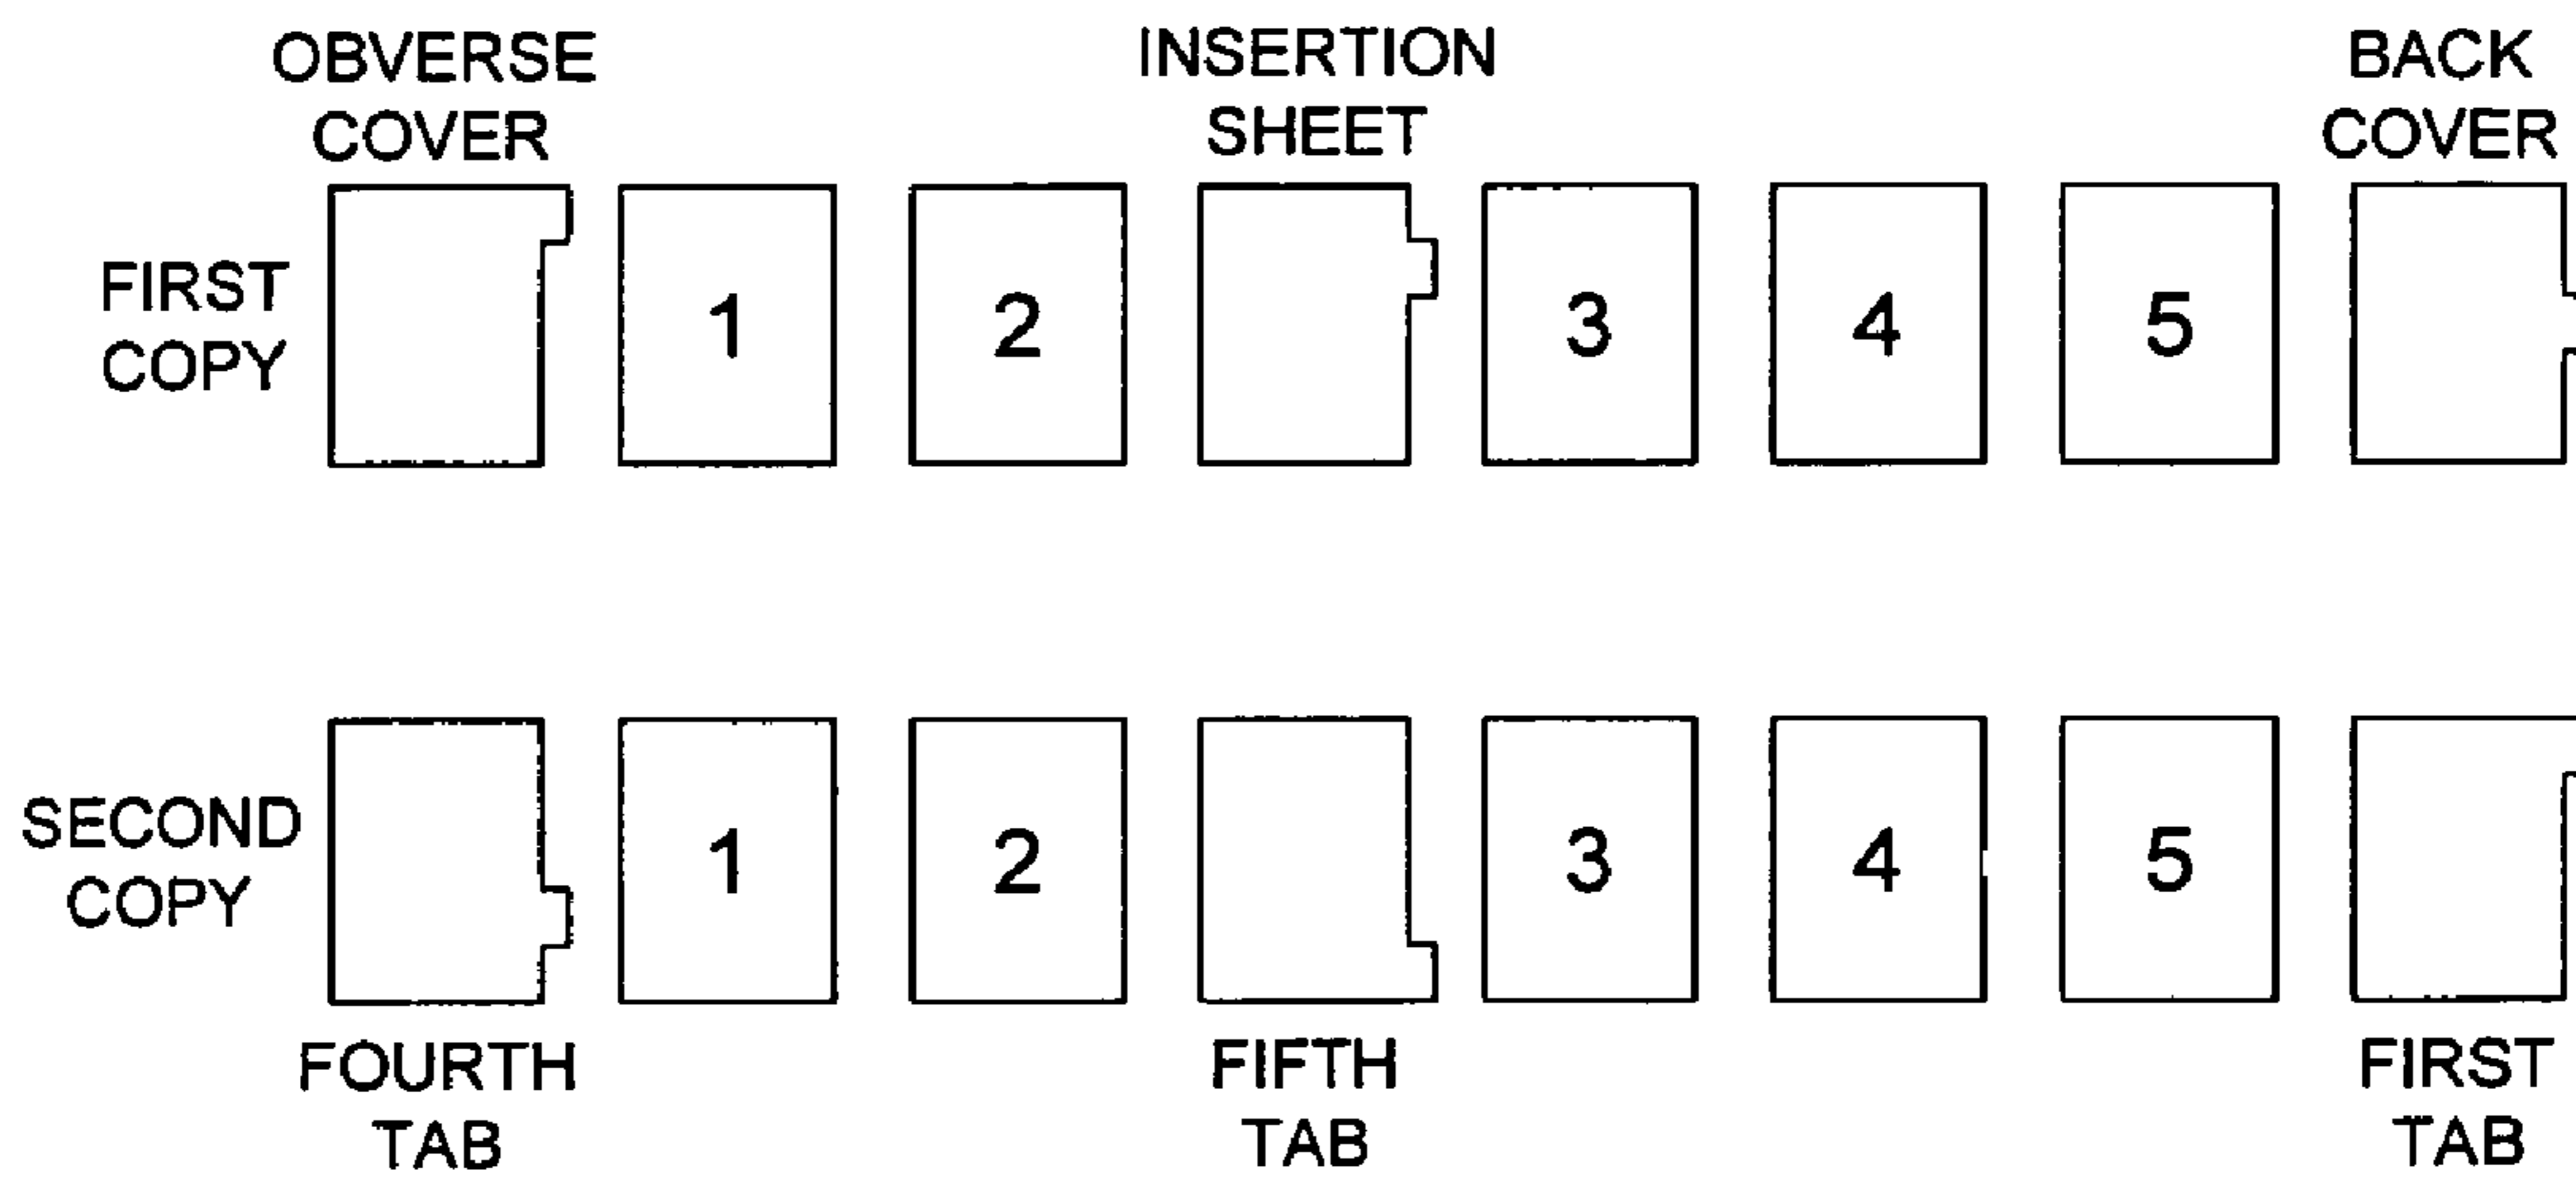 OBVERSE
COVER
INSERTION
SHEET
BACK
COVER
FIRST
COPY
1
2
3
4
5
SECOND
COPY
1
2
3
4
5
FOURTH
TAB
FIFTH
TAB
FIRST
TAB